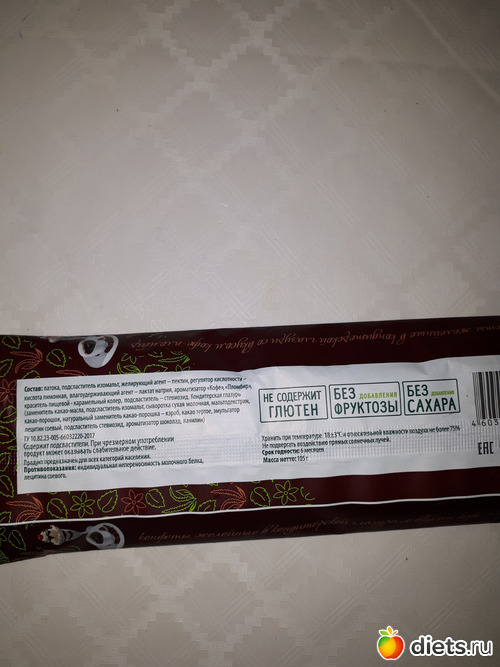 Состав: патока, подсластитель изомальт, желирующий агент – пектин, регулятор кислотности –
кислота лимонная, влагоудерживающий агент – лактат натрия, ароматизатор «Кофе», «Пломбир»,
краситель пищевой - карамельный колер, подсластитель – стевиозид, Кондитерская глазурь
(заменитель какао-масла, подсластитель изомальт, сыворотка сухая молочная, мальтодекстрин,
какао-порошок, натуральный заменитель какао-порошка – кэроб, какао тертое, эмульгатор
лецитин соевый, подсластитель стевиозид, ароматизатор шоколад, ванилин)
ТУ 10.82.23-005-66032220-2017
Содержит подсластители. При чрезмерном употреблении
продукт может оказывать слабительное действие.
Продукт предназначен для всех категорий населения.
Противопоказания: индивидуальная непереносимость молочного белка,
лецитина соевого.
НЕ СОДЕРЖИТ
ГЛЮТЕН
БЕЗ ДОБАВЛЕНИЯ
ФРУКТОЗЫ
БЕЗ ДОБАВЛЕНИЯ
САХАРА
Хранить при температуре 18±3°С и относительной влажности воздуха не более 75%
Не подвергать воздействию прямых солнечных лучей.
Срок годности: 6 месяцев
Масса нетто: 105 г
4 603
EAC
diets.ru